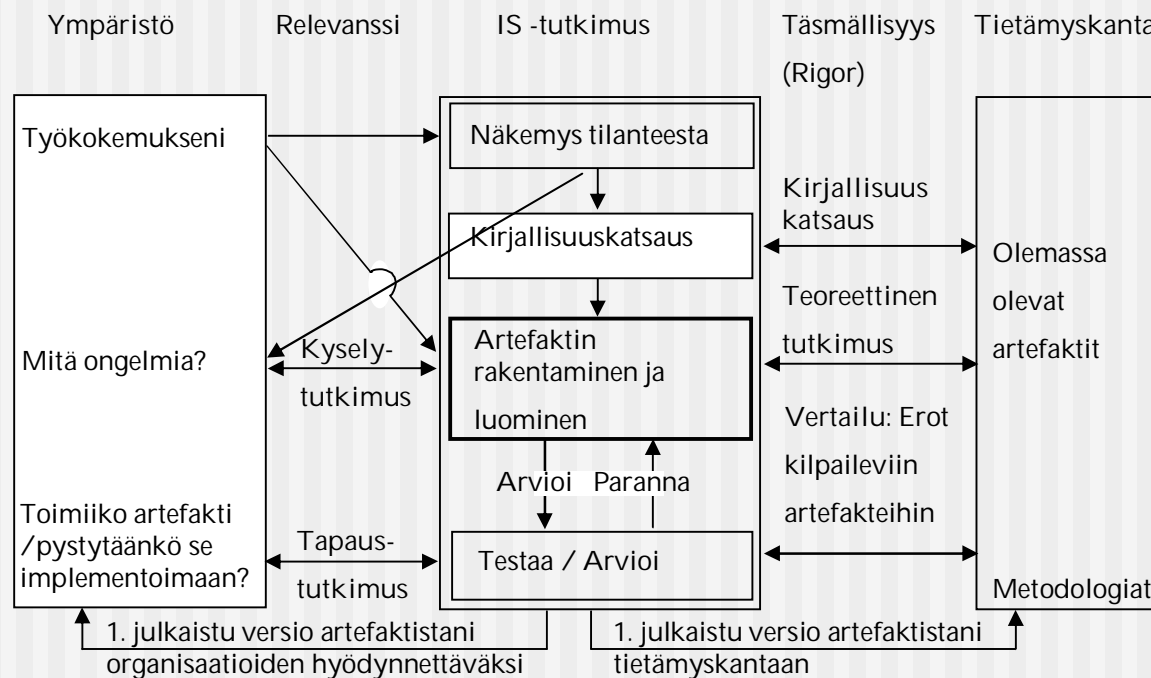 Ympäristö
Relevanssi
IS -tutkimus
Täsmällisyys
(Rigor)
Tietämyskanta
Työkokemukseni
Mitä ongelmia?
Toimiiko artefakti
/pystytäänkö se
implementoimaan?
Kysely-
tutkimus
Tapaus-
tutkimus
Näkemys tilanteesta
Kirjallisuuskatsaus
Artefaktin
rakentaminen ja
luominen
Arvioi Paranna
Testaa / Arvioi
Kirjallisuus
katsaus
Teoreettinen
tutkimus
Vertailu: Erot
kilpaileviin
artefakteihin
Olemassa
olevat
artefaktit
Metodologiat
1. julkaistu versio artefaktistani
organisaatioiden hyödynnettäväksi
1. julkaistu versio artefaktistani
tietämyskantaan